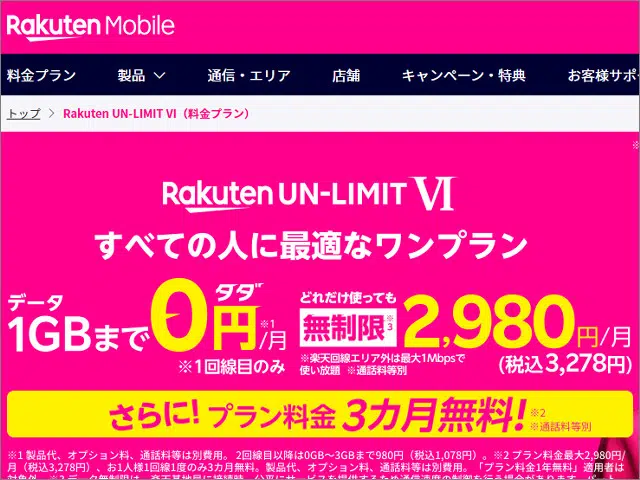 Rakuten Mobile
料金プラン 製品 通信・エリア 店舗 キャンペーン・特典 お客様サポ
トップ > Rakuten UN-LIMIT VI（料金プラン）
※
Rakuten UN-LIMIT VI
すべての人に最適なワンプラン
データ
1GBまで0円/月 タダ ※1
※1回線目のみ
どれだけ使っても
無制限※3 2,980円/月
(税込3,278円)
※楽天回線エリア外は最大1Mbpsで
使い放題 ※通話料等別
さらに! プラン料金 3カ月無料! ※2
※通話料等別
※1 製品代、オプション料、通話料等は別費用。 2回線目以降は0GB～3GBまで980円（税込1,078円）。※2 プラン料金最大2,980円/
月（税込3,278円）、お1人様1回線1度のみ3カ月無料。製品代、オプション料、通話料等は別費用。「プラン料金1年無料」適用者は